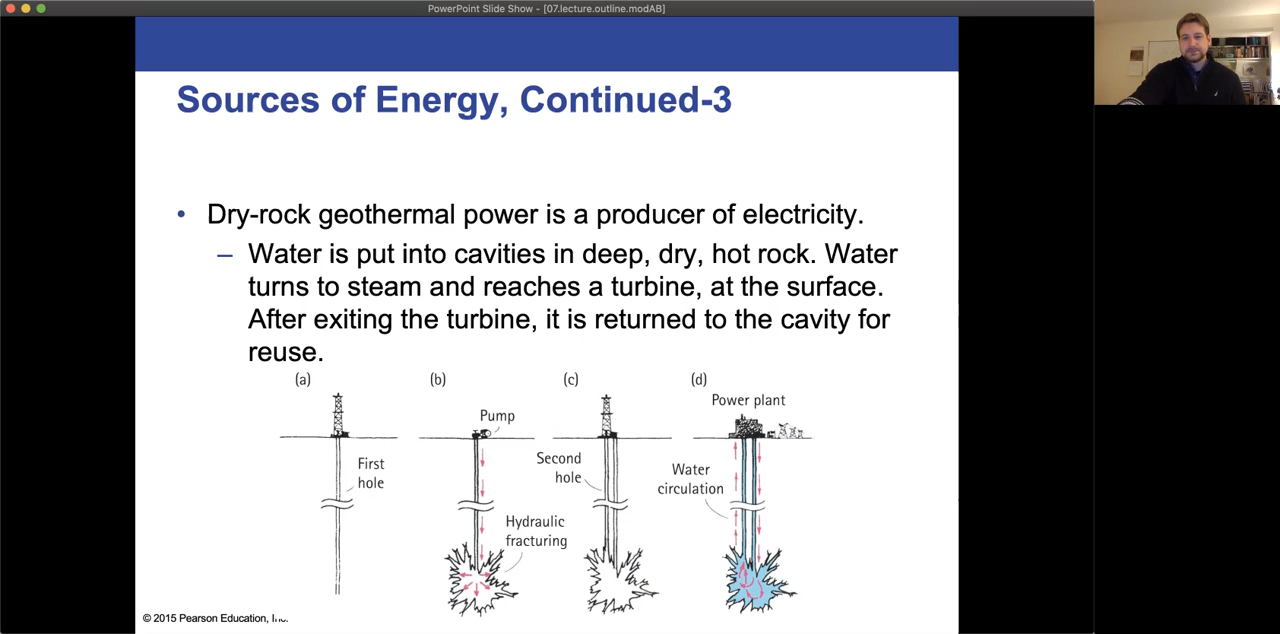 PowerPoint Slide Show - [07.lecture.outline.modAB]
Sources of Energy, Continued-3
• Dry-rock geothermal power is a producer of electricity.
– Water is put into cavities in deep, dry, hot rock. Water
turns to steam and reaches a turbine, at the surface.
After exiting the turbine, it is returned to the cavity for
reuse.
(a)
(b)
(c)
(d)
Power plant
Pump
First
hole
Second
hole
Water
circulation
Hydraulic
fracturing
© 2015 Pearson Education, Inc.